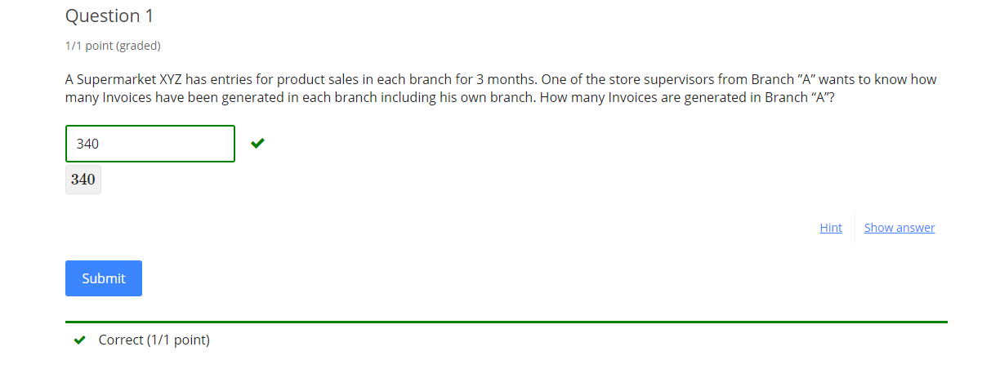 Question 1
1/1 point (graded)
A Supermarket XYZ has entries for product sales in each branch for 3 months. One of the store supervisors from Branch ”A” wants to know how
many Invoices have been generated in each branch including his own branch. How many Invoices are generated in Branch “A”?
340
340
Hint Show answer
Submit
Correct (1/1 point)